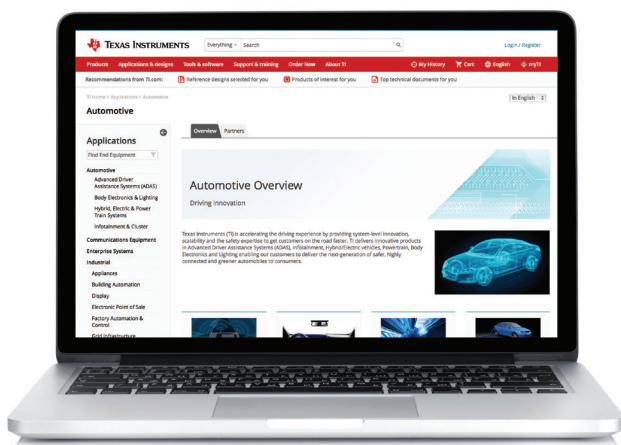 TEXAS INSTRUMENTS
Everything
Search
Login / Register
Products Applications & designs Tools & software Support & training Order Now About TI My History Cart English myTI
Recommendations from TI.com: Reference designs selected for you Products of interest for you Top technical documents for you
TI Home > Applications > Automotive
In English
Automotive
Applications
Find End Equipment
Automotive
Advanced Driver
Assistance Systems (ADAS)
Body Electronics & Lighting
Hybrid, Electric & Power
Train Systems
Infotainment & Cluster
Communications Equipment
Enterprise Systems
Industrial
Appliances
Building Automation
Display
Electronic Point of Sale
Factory Automation &
Control
Grid Infrastructure
Overview Partners
Automotive Overview
Driving innovation
Texas Instruments (TI) is accelerating the driving experience by providing system-level innovation,
scalability and the safety expertise to get customers on the road faster. TI delivers innovative products
in Advanced Driver Assistance Systems (ADAS), Infotainment, Hybrid/Electric vehicles, Powertrain, Body
Electronics and Lighting enabling our customers to deliver the next-generation of safer, highly
connected and greener automobiles to consumers.